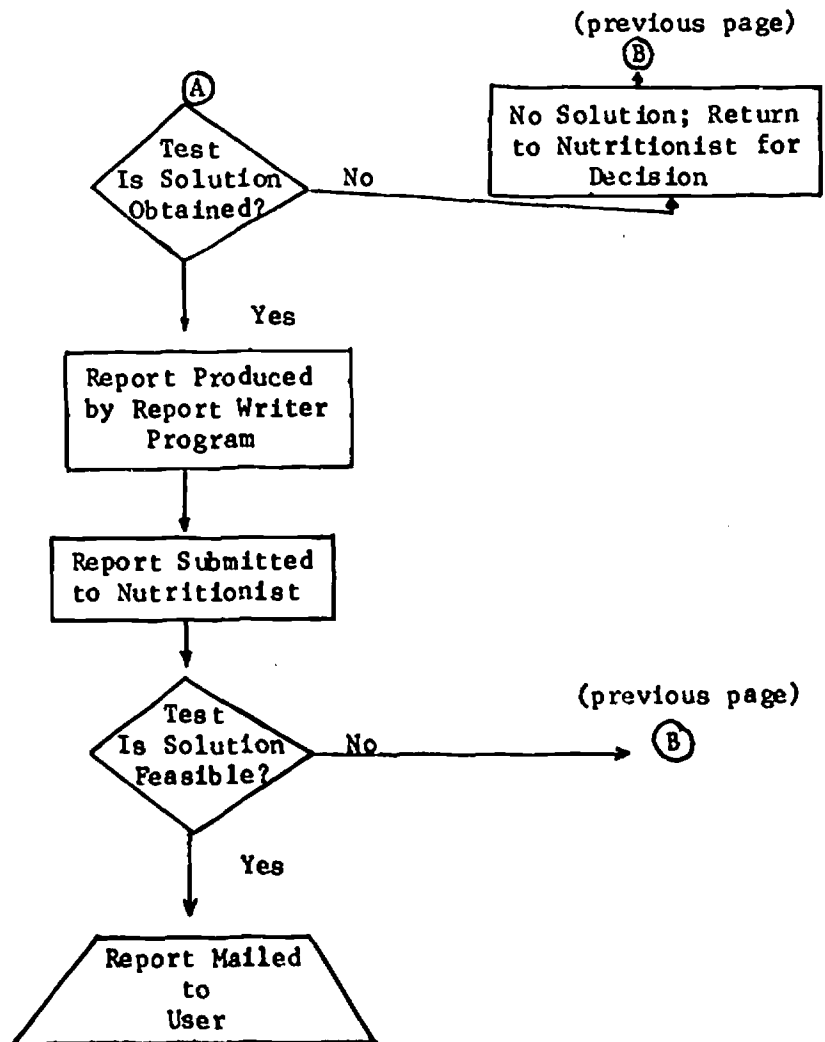 (previous page)
B
A
No Solution; Return
to Nutritionist for
Decision
Test
Is Solution
Obtained?
No
Yes
Report Produced
by Report Writer
Program
Report Submitted
to Nutritionist
Test
Is Solution
Feasible?
No
(previous page)
B
Yes
Report Mailed
to
User